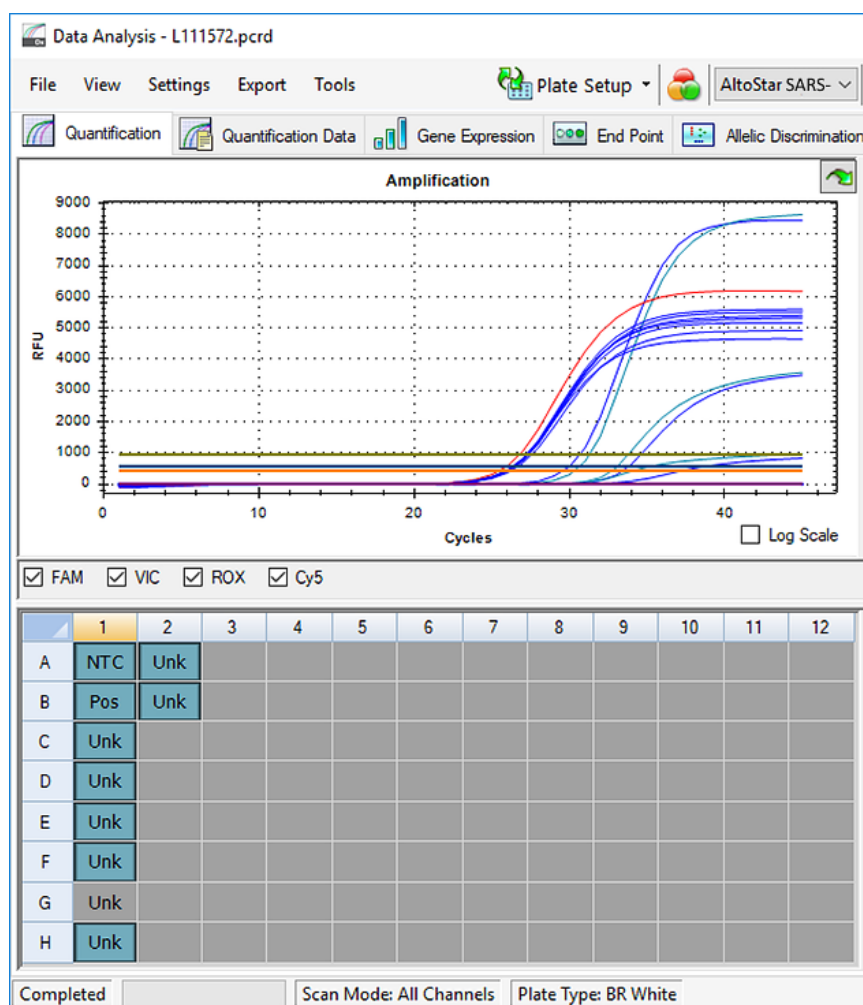 Data Analysis - L111572.pcrd
File View Settings Export Tools Plate Setup AltoStar SARS-
Quantification Quantification Data Gene Expression End Point Allelic Discrimination
Amplification
9000
8000
7000
6000
5000
4000
3000
2000
1000
0
RFU
0 10 20 30 40
Cycles
Log Scale
FAM VIC ROX Cy5
1 2 3 4 5 6 7 8 9 10 11 12
A NTC Unk
B Pos Unk
C Unk
D Unk
E Unk
F Unk
G Unk
H Unk
Completed Scan Mode: All Channels Plate Type: BR White